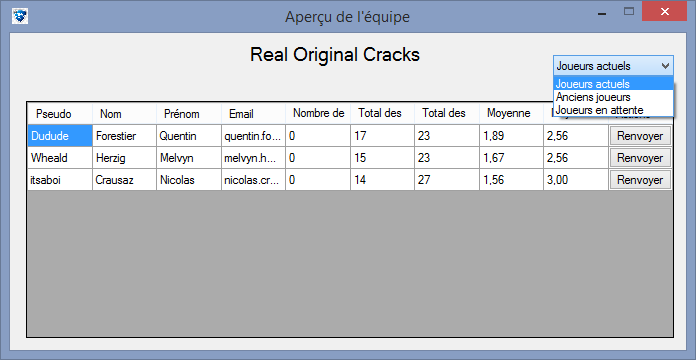 Aperçu de l'équipe
Real Original Cracks
Joueurs actuels
Joueurs actuels
Anciens joueurs
Joueurs en attente
Pseudo Nom Prénom Email Nombre de Total des Total des Moyenne
Dudude Forestier Quentin quentin.fo... 0 17 23 1,89 2,56 Renvoyer
Wheald Herzig Melvyn melvyn.h... 0 15 23 1,67 2,56 Renvoyer
itsaboi Crausaz Nicolas nicolas.cr... 0 14 27 1,56 3,00 Renvoyer